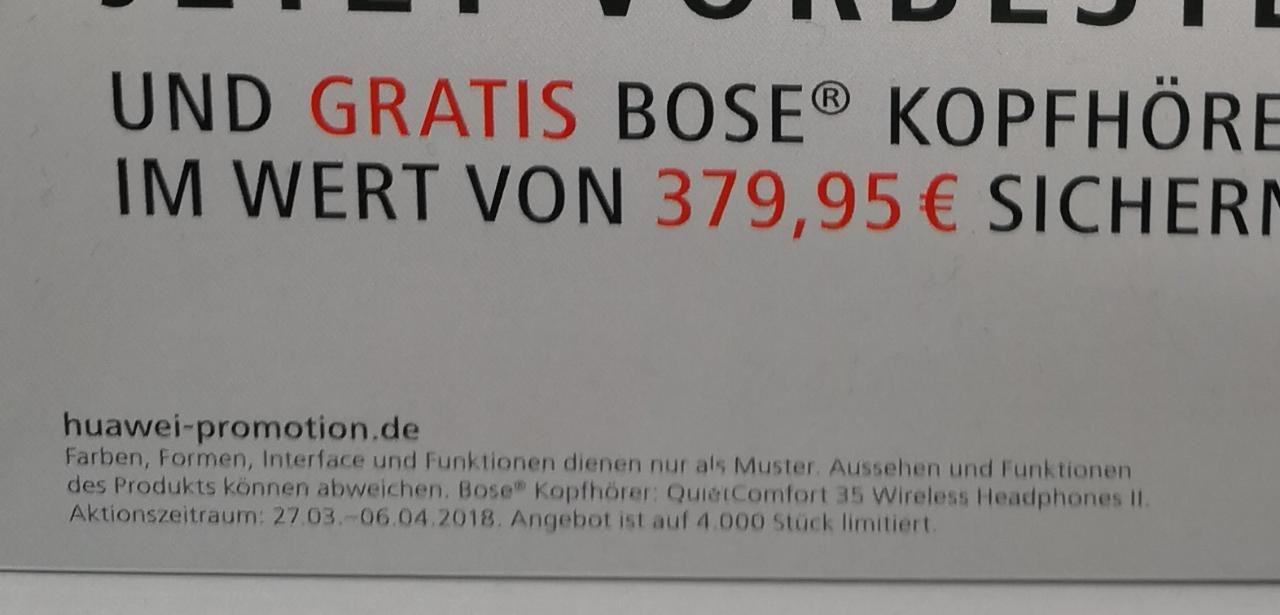 JETZT VORBESTE
UND GRATIS BOSE® KOPFHÖRE
IM WERT VON 379,95 € SICHERN
huawei-promotion.de
Farben, Formen, Interface und Funktionen dienen nur als Muster. Aussehen und Funktionen
des Produkts können abweichen. Bose® Kopfhörer: QuietComfort 35 Wireless Headphones II.
Aktionszeitraum: 27.03.–06.04.2018. Angebot ist auf 4.000 Stück limitiert.